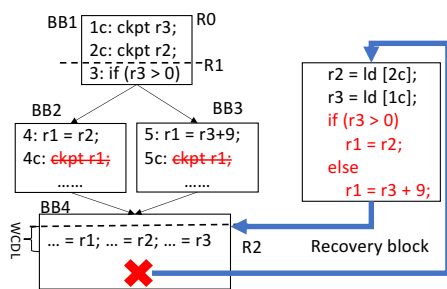 BB1
R0
1c: ckpt r3;
2c: ckpt r2;
3: if (r3 > 0)
R1
BB2
4: r1 = r2;
4c: ckpt r1;
......
BB3
5: r1 = r3+9;
5c: ckpt r1;
......
BB4
WCDL
... = r1; ... = r2; ... = r3
R2
r2 = ld [2c];
r3 = ld [1c];
if (r3 > 0)
r1 = r2;
else
r1 = r3 + 9;
Recovery block